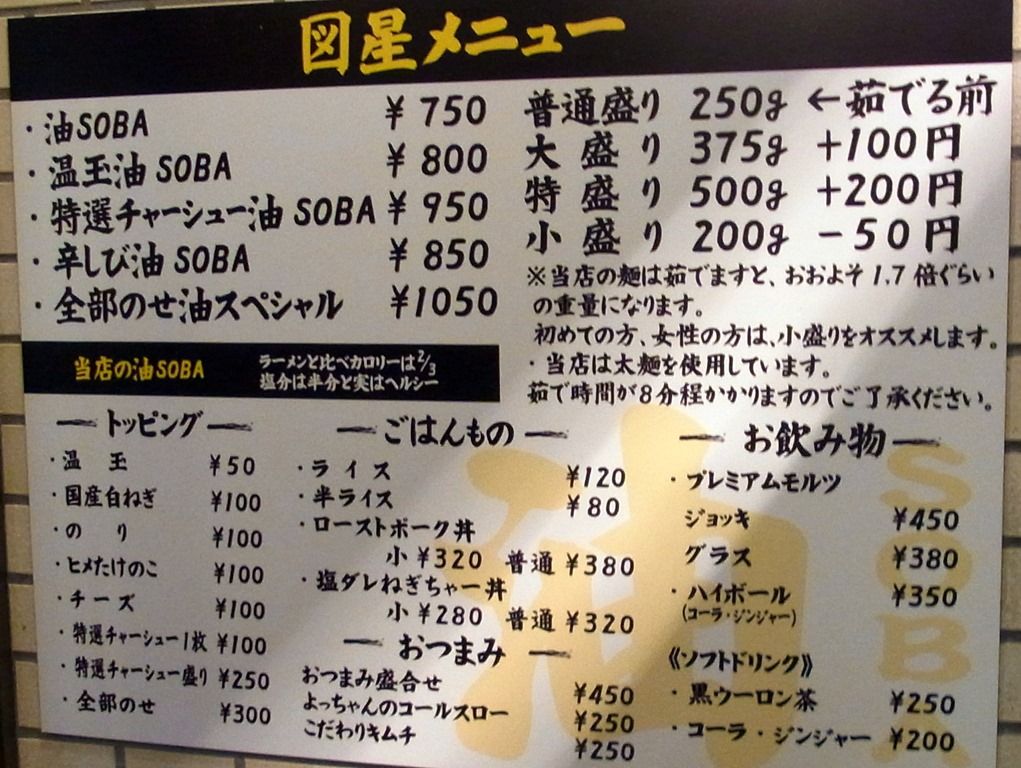 図星メニュー
・油SOBA ¥750
・温玉油SOBA ¥800
・特選チャーシュー油SOBA ¥950
・辛しび油SOBA ¥850
・全部のせ油スペシャル ¥1050
普通盛り 250g ←茹でる前
大盛り 375g +100円
特盛り 500g +200円
小盛り 200g −50円
※当店の麺は茹でますと、おおよそ1.7倍ぐらい
の重量になります。
初めての方、女性の方は、小盛りをオススメします。
・当店は太麺を使用しています。
茹で時間が8分程かかりますのでご了承ください。
当店の油SOBA
ラーメンと比べカロリーは2/3
塩分は半分と実はヘルシー
トッピング
・温玉 ¥50
・国産白ねぎ ¥100
・のり ¥100
・ヒメたけのこ ¥100
・チーズ ¥100
・特選チャーシュー1枚 ¥100
・特選チャーシュー盛り ¥250
・全部のせ ¥300
ごはんもの
・ライス ¥120
・半ライス ¥80
・ローストポーク丼
小 ¥320 普通 ¥380
・塩ダレねぎちゃー丼
小 ¥280 普通 ¥320
おつまみ
おつまみ盛合せ ¥450
よっちゃんのコールスロー ¥250
こだわりキムチ ¥250
お飲み物
・プレミアムモルツ
ジョッキ ¥450
グラス ¥380
・ハイボール ¥350
(コーラ・ジンジャー)
《ソフトドリンク》
・黒ウーロン茶 ¥250
・コーラ・ジンジャー ¥200
油
SOBA